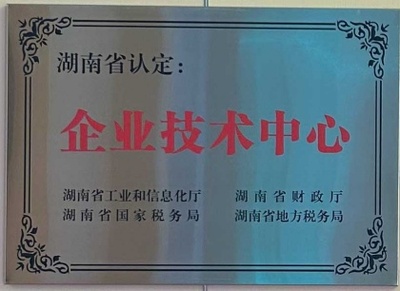 湖南省认定：
企业技术中心
湖南省工业和信息化厅 湖南省财政厅
湖南省国家税务局 湖南省地方税务局